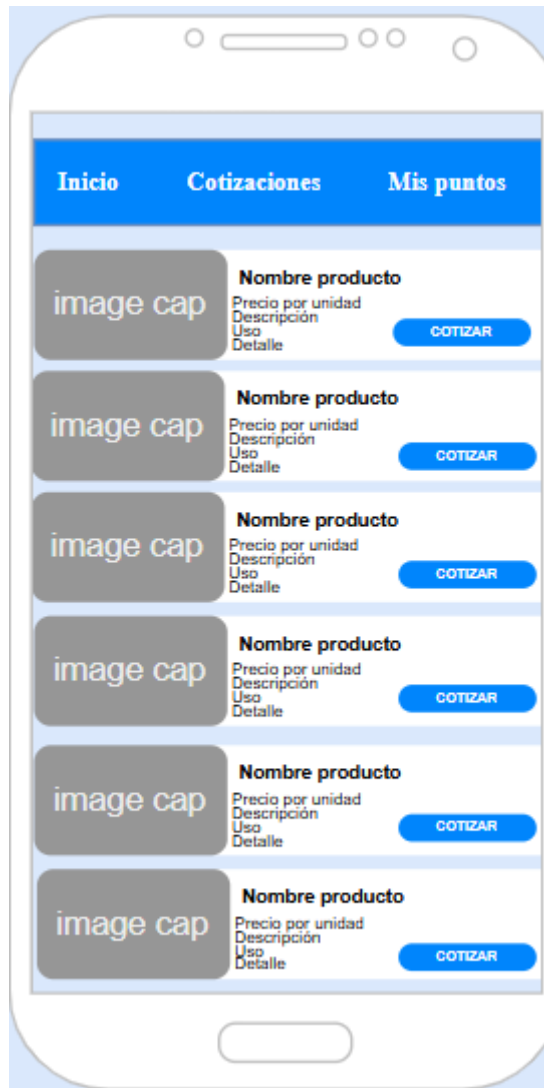 Inicio Cotizaciones Mis puntos
image cap
Nombre producto
Precio por unidad
Descripción
Uso
Detalle
COTIZAR
image cap
Nombre producto
Precio por unidad
Descripción
Uso
Detalle
COTIZAR
image cap
Nombre producto
Precio por unidad
Descripción
Uso
Detalle
COTIZAR
image cap
Nombre producto
Precio por unidad
Descripción
Uso
Detalle
COTIZAR
image cap
Nombre producto
Precio por unidad
Descripción
Uso
Detalle
COTIZAR
image cap
Nombre producto
Precio por unidad
Descripción
Uso
Detalle
COTIZAR